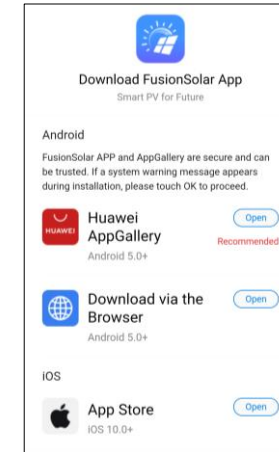 Download FusionSolar App
Smart PV for Future
Android
FusionSolar APP and AppGallery are secure and can
be trusted. If a system warning message appears
during installation, please touch OK to proceed.
HUAWEI
Huawei
AppGallery
Open
Recommended
Android 5.0+
Download via the
Browser
Open
Android 5.0+
iOS
App Store
Open
iOS 10.0+